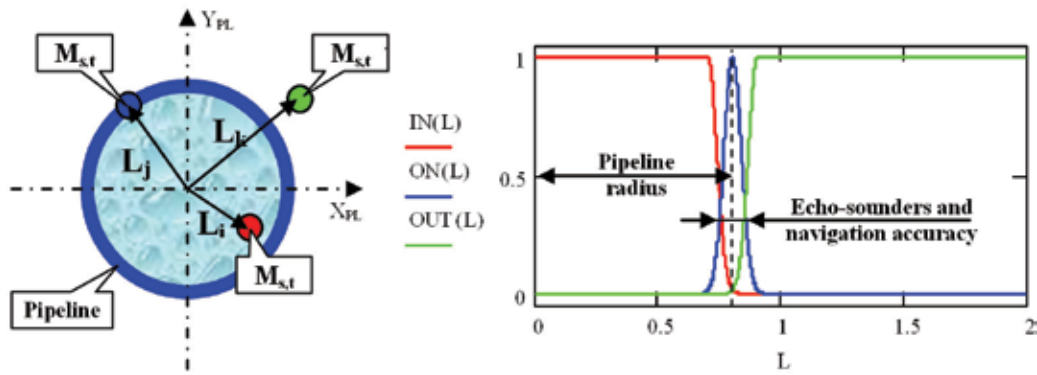 Y_PL
M_s,t
M_s,t
L_k
L_j
L_i
X_PL
M_s,t
Pipeline
IN(L)
ON(L)
OUT(L)
1
0.5
0
Pipeline
radius
Echo-sounders and
navigation accuracy
0
0.5
1
1.5
2
L